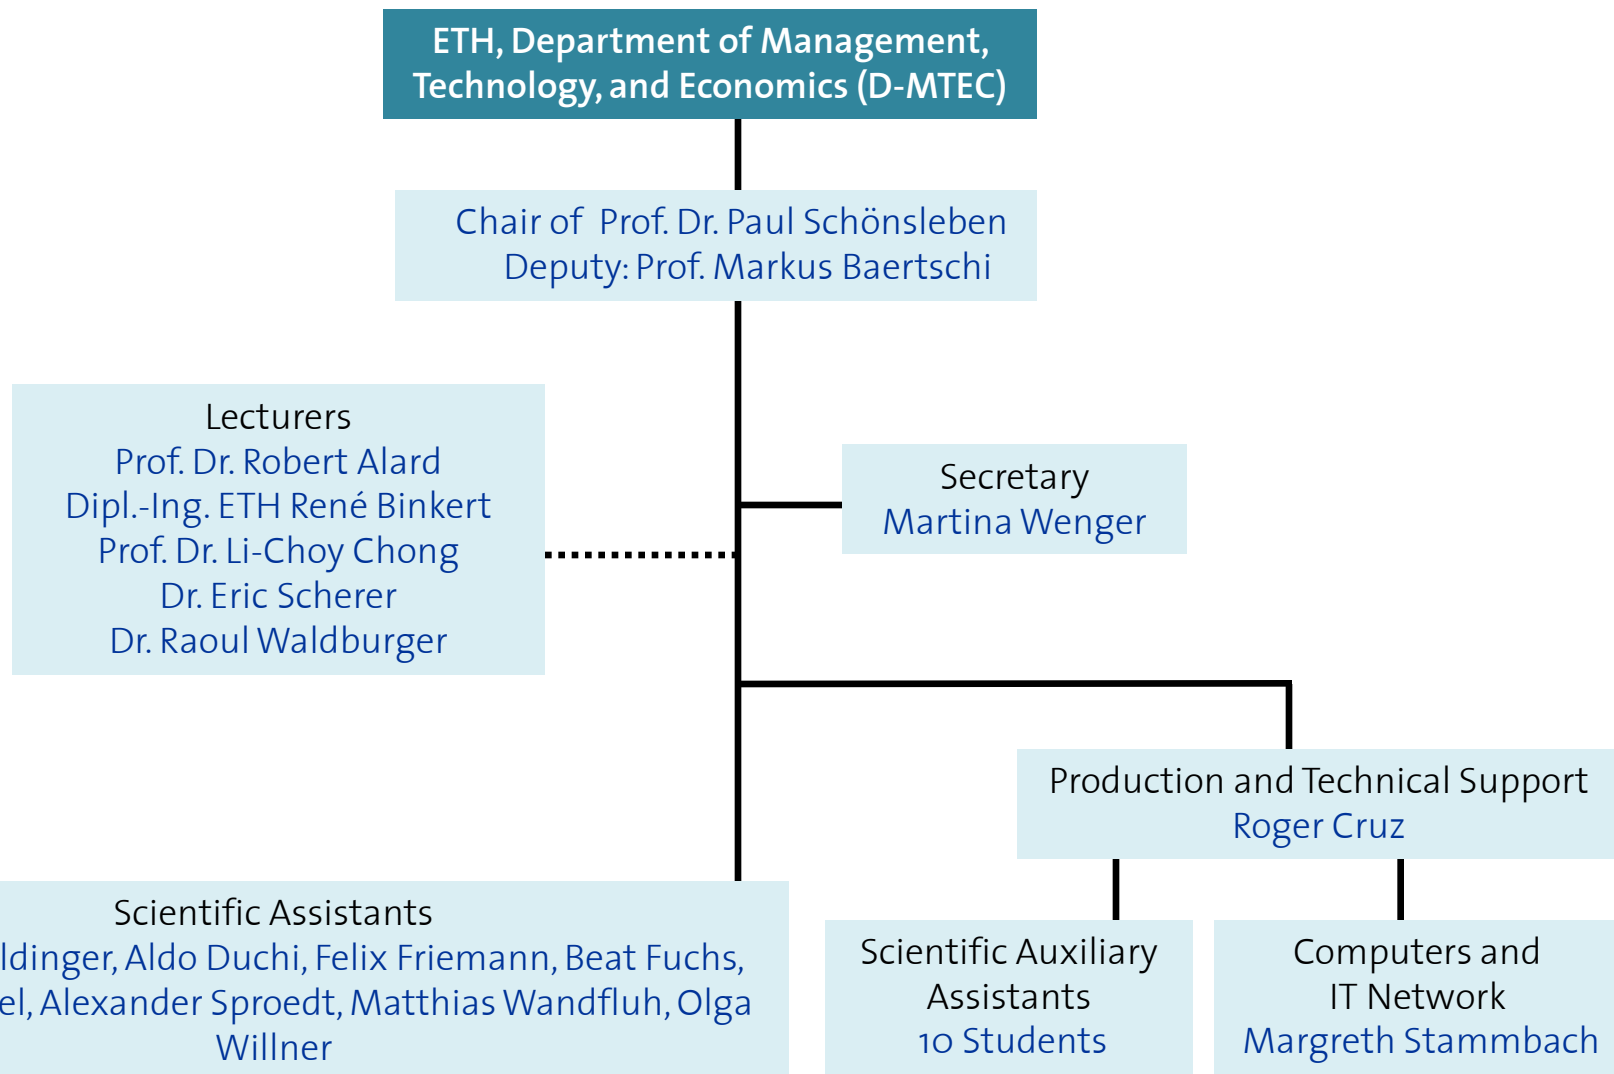 ETH, Department of Management,
Technology, and Economics (D-MTEC)
Chair of Prof. Dr. Paul Schönsleben
Deputy: Prof. Markus Baertschi
Lecturers
Prof. Dr. Robert Alard
Dipl.-Ing. ETH René Binkert
Prof. Dr. Li-Choy Chong
Dr. Eric Scherer
Dr. Raoul Waldburger
Secretary
Martina Wenger
Production and Technical Support
Roger Cruz
Scientific Assistants
Aldo Duchi, Felix Friemann, Beat Fuchs,
Alexander Sproedt, Matthias Wandfluh, Olga
Willner
Scientific Auxiliary
Assistants
10 Students
Computers and
IT Network
Margreth Stammbach